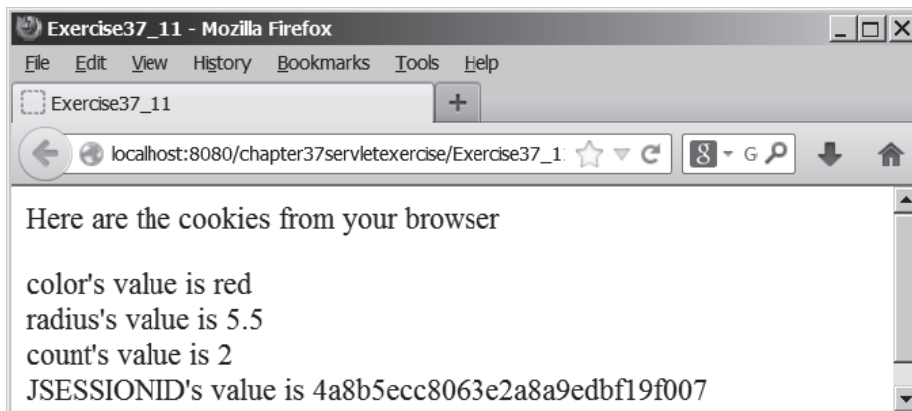 Exercise37_11 - Mozilla Firefox
File Edit View History Bookmarks Tools Help
Exercise37_11
localhost:8080/chapter37servletexercise/Exercise37_1
8 G
Here are the cookies from your browser
color's value is red
radius's value is 5.5
count's value is 2
JSESSIONID's value is 4a8b5ecc8063e2a8a9edbf19f007